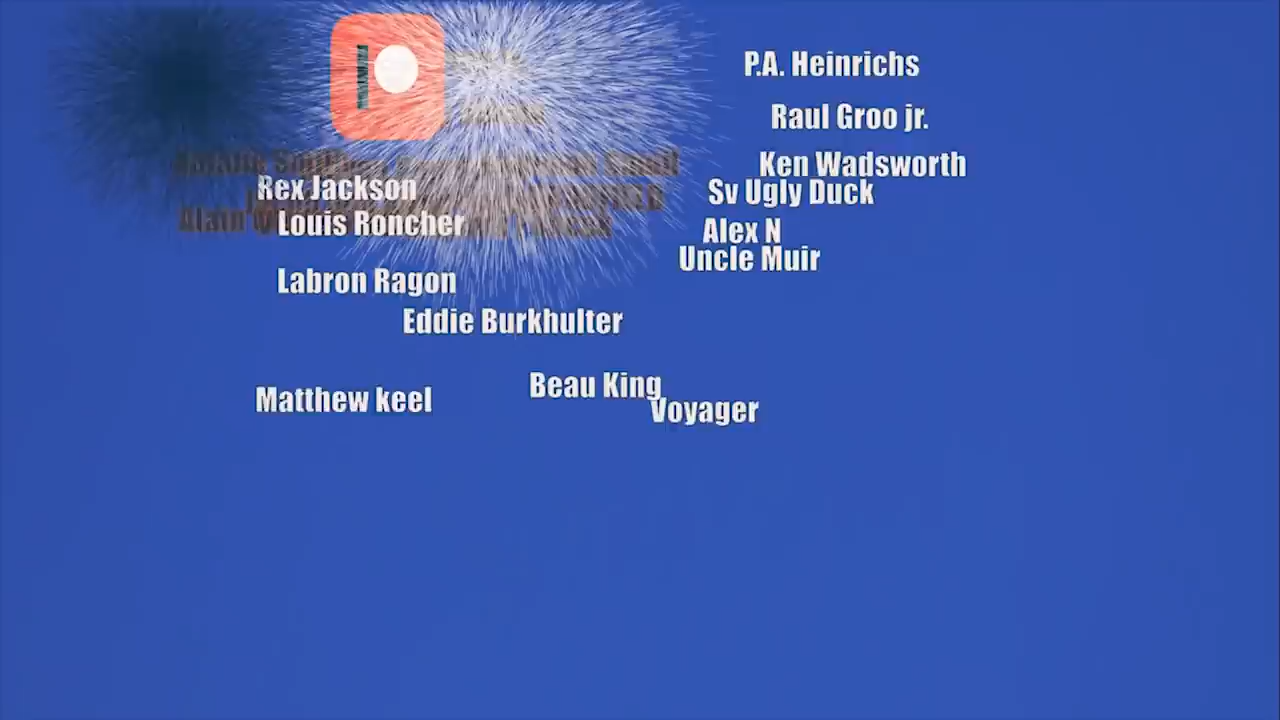 P.A. Heinrichs
Raul Groo jr.
Ken Wadsworth
Rex Jackson
Sv Ugly Duck
Louis Roncher
Alex N
Uncle Muir
Labron Ragon
Eddie Burkhulter
Beau King
Matthew keel
Voyager